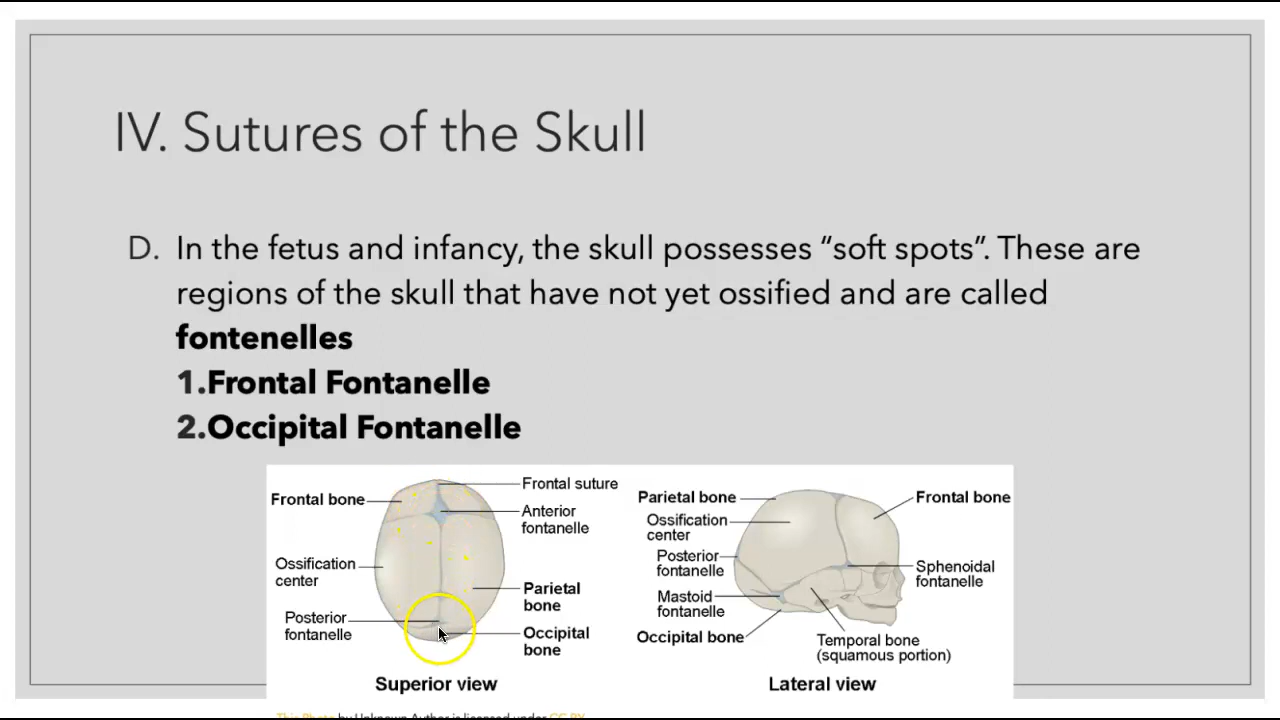 IV. Sutures of the Skull
D. In the fetus and infancy, the skull possesses “soft spots”. These are
regions of the skull that have not yet ossified and are called
fontenelles
1.Frontal Fontanelle
2.Occipital Fontanelle
Frontal bone
Ossification
center
Posterior
fontanelle
Frontal suture
Anterior
fontanelle
Parietal
bone
Occipital
bone
Superior view
Parietal bone
Ossification
center
Posterior
fontanelle
Mastoid
fontanelle
Occipital bone
Frontal bone
Sphenoidal
fontanelle
Temporal bone
(squamous portion)
Lateral view
This Photo by Unknown Author is licensed under CC BY